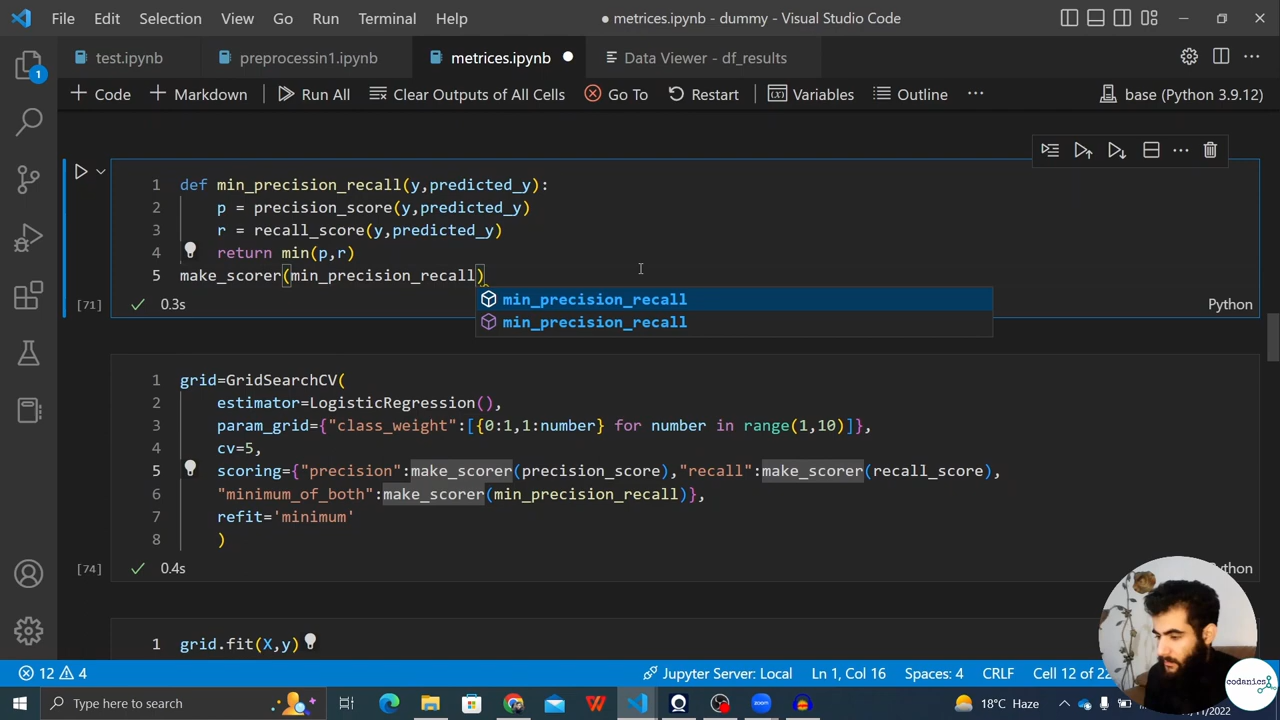 File Edit Selection View Go Run Terminal Help
● metrices.ipynb - dummy - Visual Studio Code
test.ipynb preprocessin1.ipynb metrices.ipynb Data Viewer - df_results
1
+ Code + Markdown Run All Clear Outputs of All Cells Go To Restart Variables Outline ... base (Python 3.9.12)
1 def min_precision_recall(y,predicted_y):
2 p = precision_score(y,predicted_y)
3 r = recall_score(y,predicted_y)
4 return min(p,r)
5 make_scorer(min_precision_recall)
min_precision_recall
min_precision_recall
[71] 0.3s Python
1 grid=GridSearchCV(
2 estimator=LogisticRegression(),
3 param_grid={"class_weight":[{0:1,1:number} for number in range(1,10)]},
4 cv=5,
5 scoring={"precision":make_scorer(precision_score),"recall":make_scorer(recall_score),
6 "minimum_of_both":make_scorer(min_precision_recall)},
7 refit='minimum'
8 )
[74] 0.4s
1 grid.fit(X,y)
12 4 Jupyter Server: Local Ln 1, Col 16 Spaces: 4 CRLF Cell 12 of
Type here to search
zoom
18°C Haze
codanics